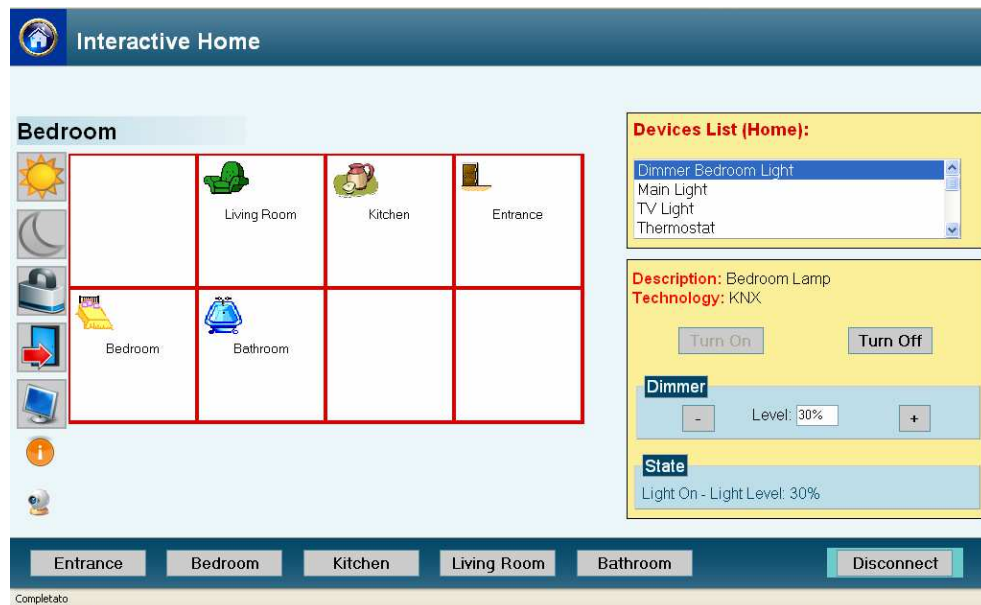 Interactive Home
Bedroom
Living Room
Kitchen
Entrance
Bedroom
Bathroom
Devices List (Home):
Dimmer Bedroom Light
Main Light
TV Light
Thermostat
Description: Bedroom Lamp
Technology: KNX
Turn On
Turn Off
Dimmer
- Level: 30% +
State
Light On - Light Level: 30%
Entrance
Bedroom
Kitchen
Living Room
Bathroom
Disconnect
Completato